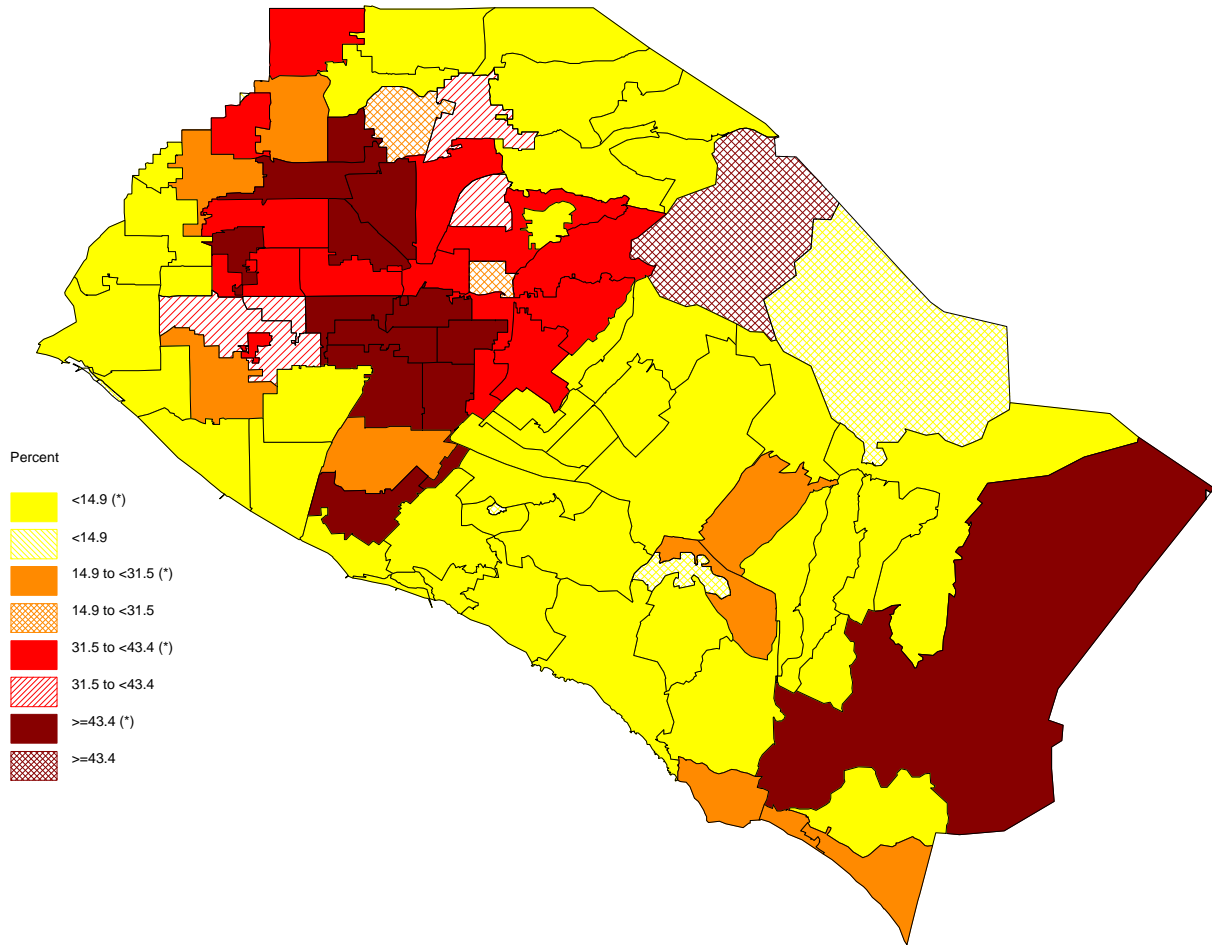 Percent
<14.9 (*)
<14.9
14.9 to <31.5 (*)
14.9 to <31.5
31.5 to <43.4 (*)
31.5 to <43.4
>=43.4 (*)
>=43.4